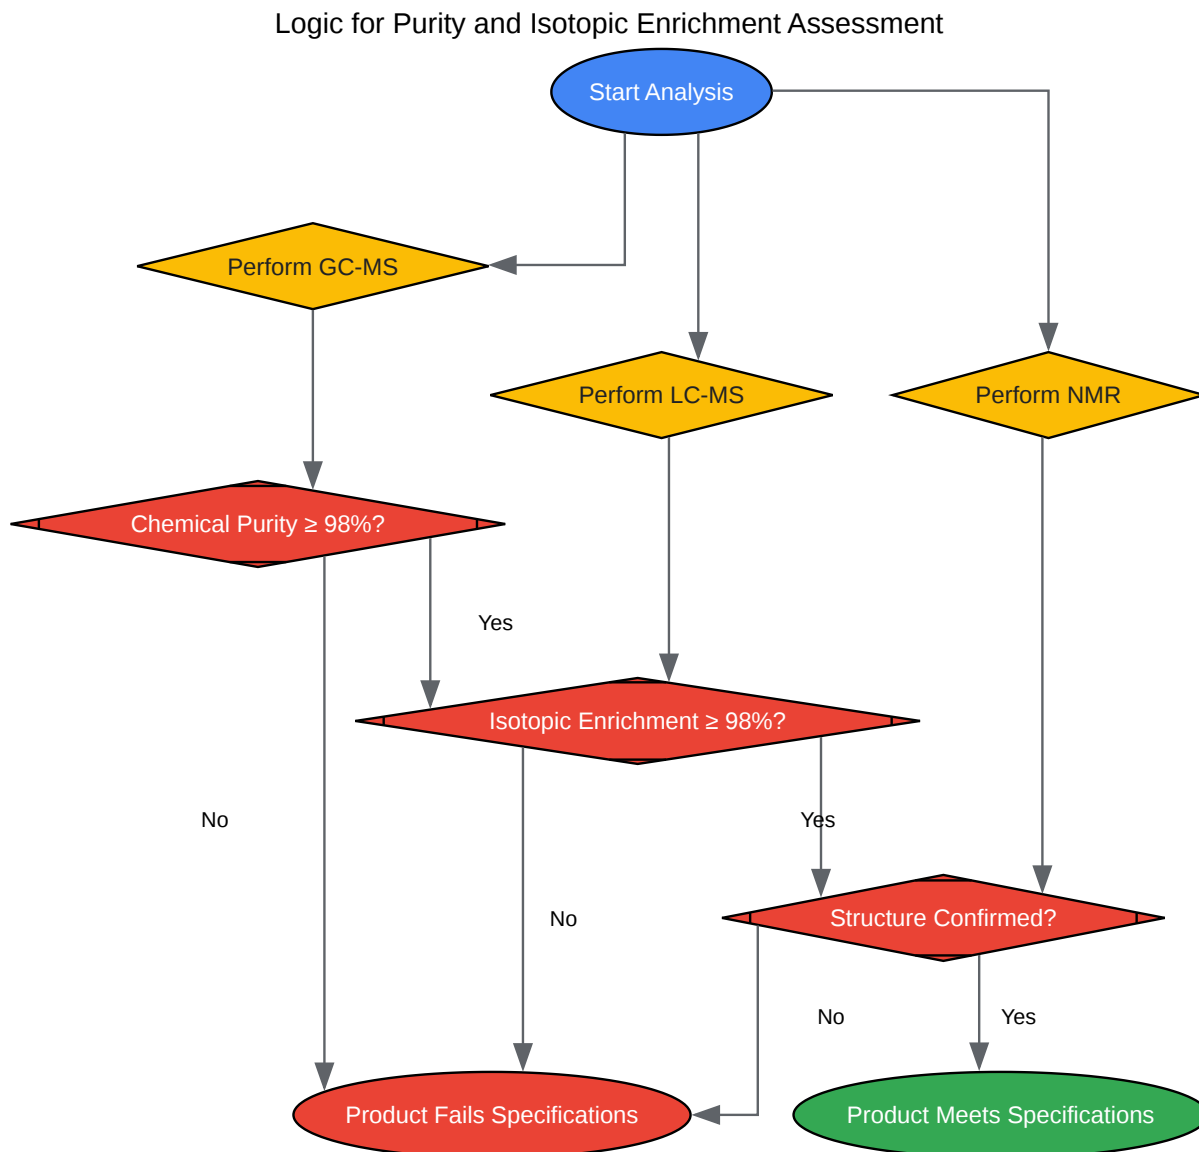 Logic for Purity and Isotopic Enrichment Assessment
Start Analysis
Perform GC-MS
Perform LC-MS
Perform NMR
Chemical Purity ≥ 98%?
Yes
Isotopic Enrichment ≥ 98%?
No
Yes
No
Structure Confirmed?
No
Yes
Product Fails Specifications
Product Meets Specifications